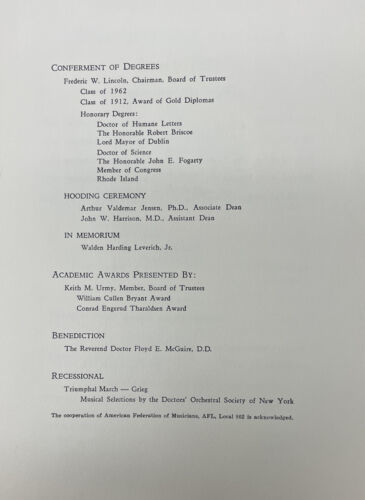 CONFERMENT OF DEGREES
Frederic W. Lincoln, Chairman, Board of Trustees
Class of 1962
Class of 1912, Award of Gold Diplomas
Honorary Degrees:
Doctor of Humane Letters
The Honorable Robert Briscoe
Lord Mayor of Dublin
Doctor of Science
The Honorable John E. Fogarty
Member of Congress
Rhode Island
HOODING CEREMONY
Arthur Valdemar Jensen, Ph.D., Associate Dean
John W. Harrison, M.D., Assistant Dean
IN MEMORIUM
Walden Harding Leverich, Jr.
ACADEMIC AWARDS PRESENTED BY:
Keith M. Urmy, Member, Board of Trustees
William Cullen Bryant Award
Conrad Engerud Tharaldsen Award
BENEDICTION
The Reverend Doctor Floyd E. McGuire, D.D.
RECESSIONAL
Triumphal March — Grieg
Musical Selections by the Doctors' Orchestral Society of New York
The cooperation of American Federation of Musicians, AFL, Local 802 is acknowledged.